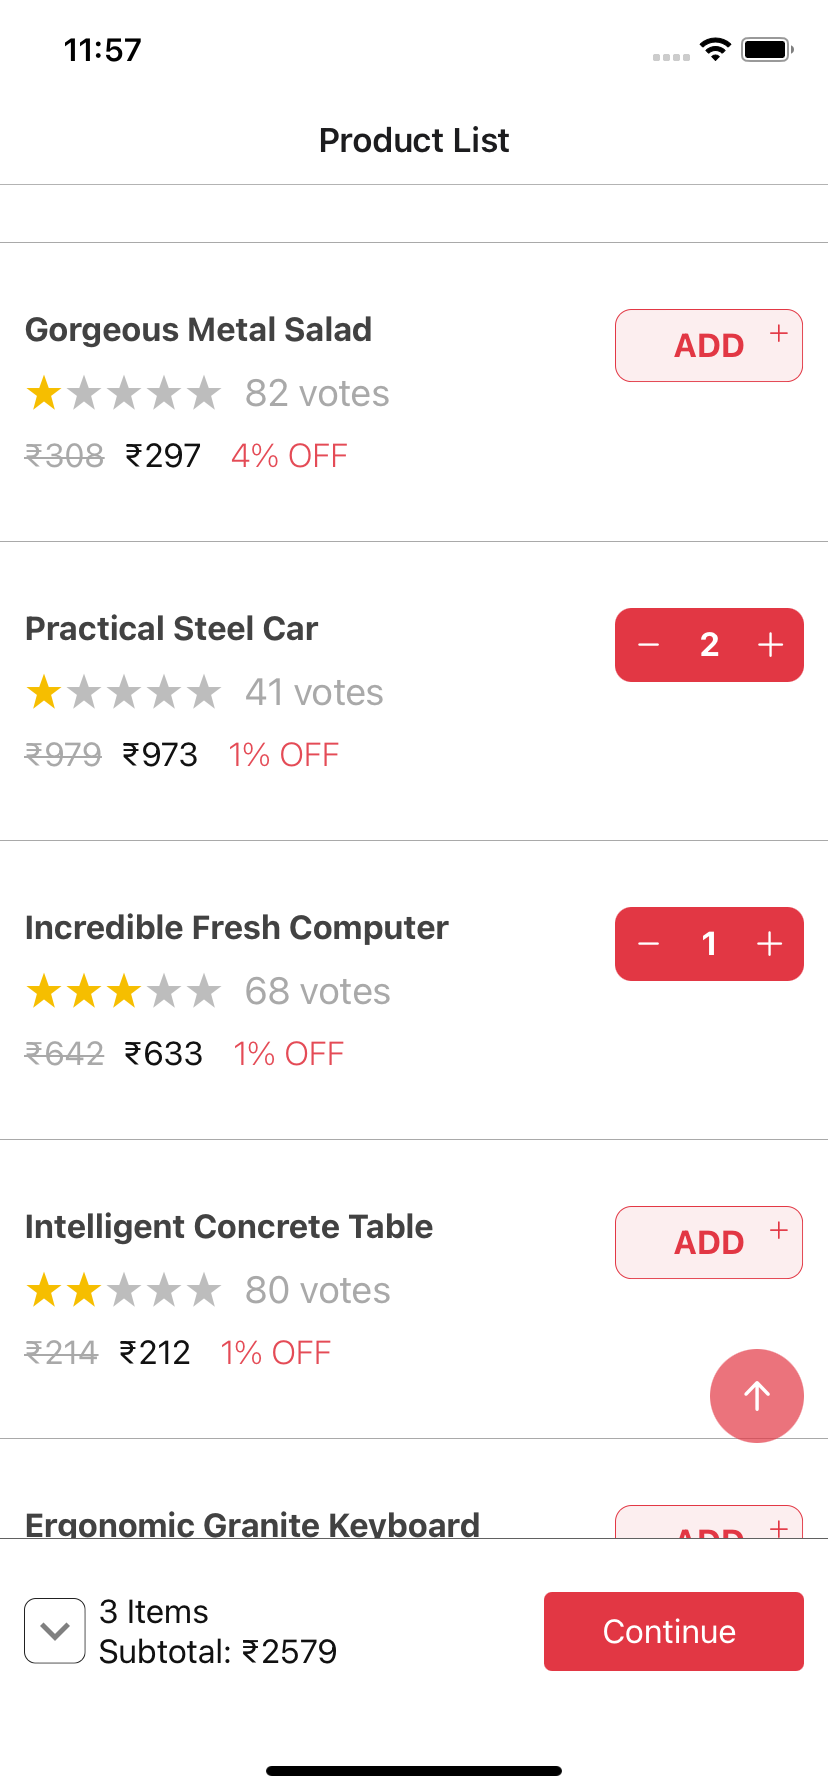 11:57
Product List
Gorgeous Metal Salad
ADD +
82 votes
₹308 ₹297 4% OFF
Practical Steel Car
− 2 +
41 votes
₹979 ₹973 1% OFF
Incredible Fresh Computer
− 1 +
68 votes
₹642 ₹633 1% OFF
Intelligent Concrete Table
ADD +
80 votes
₹214 ₹212 1% OFF
Ergonomic Granite Keyboard
ADD +
3 Items
Subtotal: ₹2579
Continue